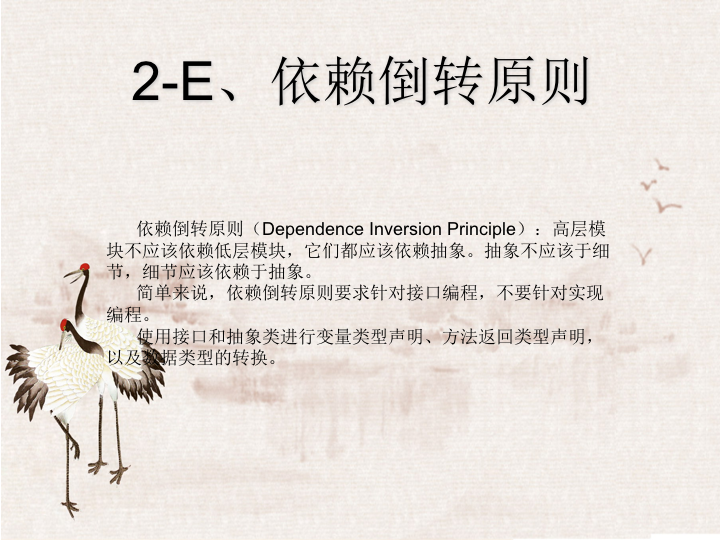 2-E、依赖倒转原则
依赖倒转原则（Dependence Inversion Principle）：高层模
块不应该依赖低层模块，它们都应该依赖抽象。抽象不应该于细
节，细节应该依赖于抽象。
简单来说，依赖倒转原则要求针对接口编程，不要针对实现
编程。
使用接口和抽象类进行变量类型声明、方法返回类型声明，
以及数据类型的转换。